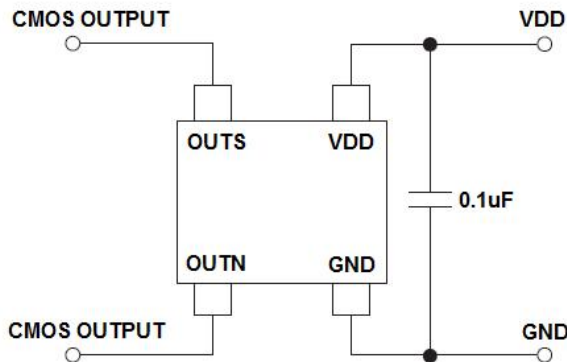 CMOS OUTPUT
VDD
OUTS
VDD
0.1uF
OUTN
GND
CMOS OUTPUT
GND